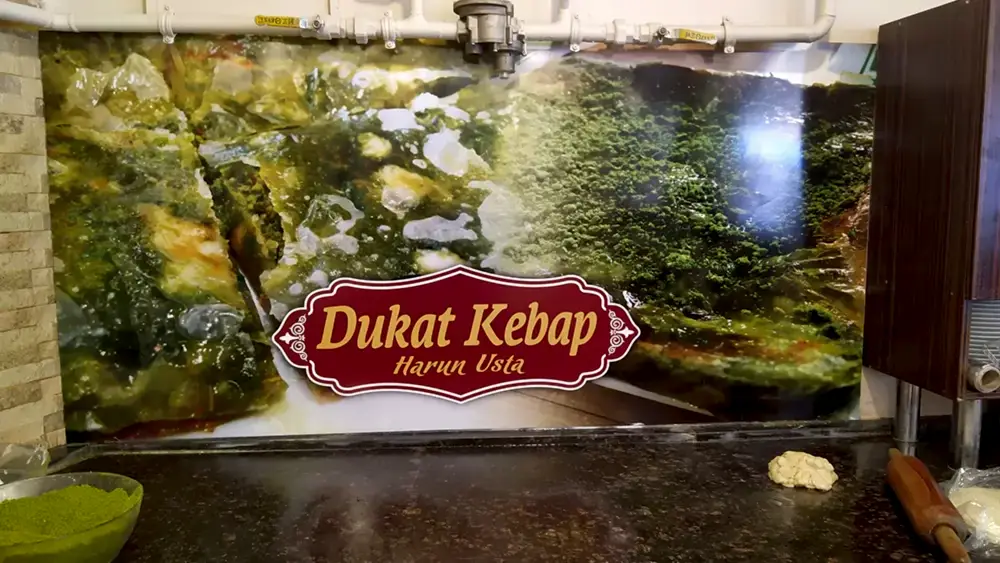 Dukat Kebap
Harun Usta